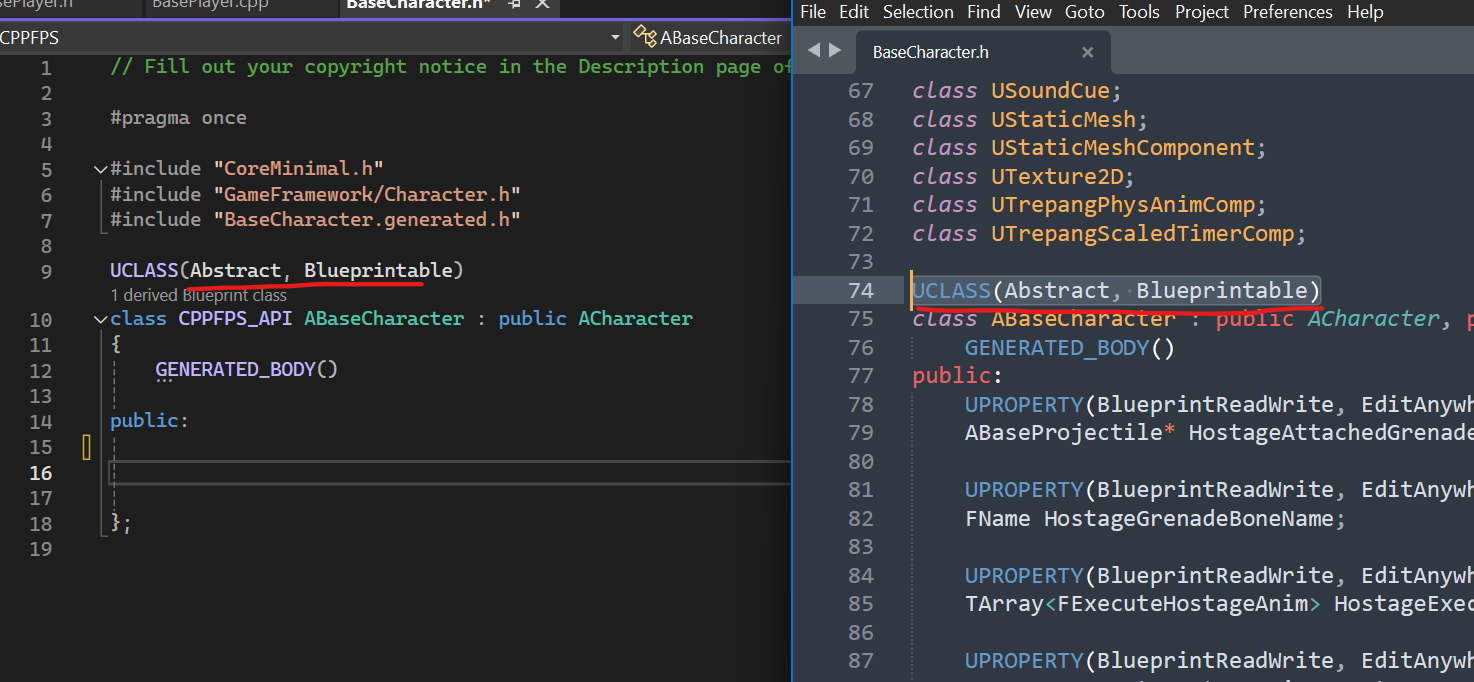 BasePlayer.cpp
BaseCharacter.h*
CPPFPS
ABaseCharacter
1 // Fill out your copyright notice in the Description page of
2
3 #pragma once
4
5 #include "CoreMinimal.h"
6 #include "GameFramework/Character.h"
7 #include "BaseCharacter.generated.h"
8
9 UCLASS(Abstract, Blueprintable)
1 derived Blueprint class
10 class CPPFPS_API ABaseCharacter : public ACharacter
11 {
12 GENERATED_BODY()
13
14 public:
15
16
17
18 };
19
File Edit Selection Find View Goto Tools Project Preferences Help
BaseCharacter.h
67 class USoundCue;
68 class UStaticMesh;
69 class UStaticMeshComponent;
70 class UTexture2D;
71 class UTrepangPhysAnimComp;
72 class UTrepangScaledTimerComp;
73
74 UCLASS(Abstract, Blueprintable)
75 class ABaseCharacter : public ACharacter, p
76 GENERATED_BODY()
77 public:
78 UPROPERTY(BlueprintReadWrite, EditAnywh
79 ABaseProjectile* HostageAttachedGrenade
80
81 UPROPERTY(BlueprintReadWrite, EditAnywh
82 FName HostageGrenadeBoneName;
83
84 UPROPERTY(BlueprintReadWrite, EditAnywh
85 TArray<FExecuteHostageAnim> HostageExec
86
87 UPROPERTY(BlueprintReadWrite, EditAnywh